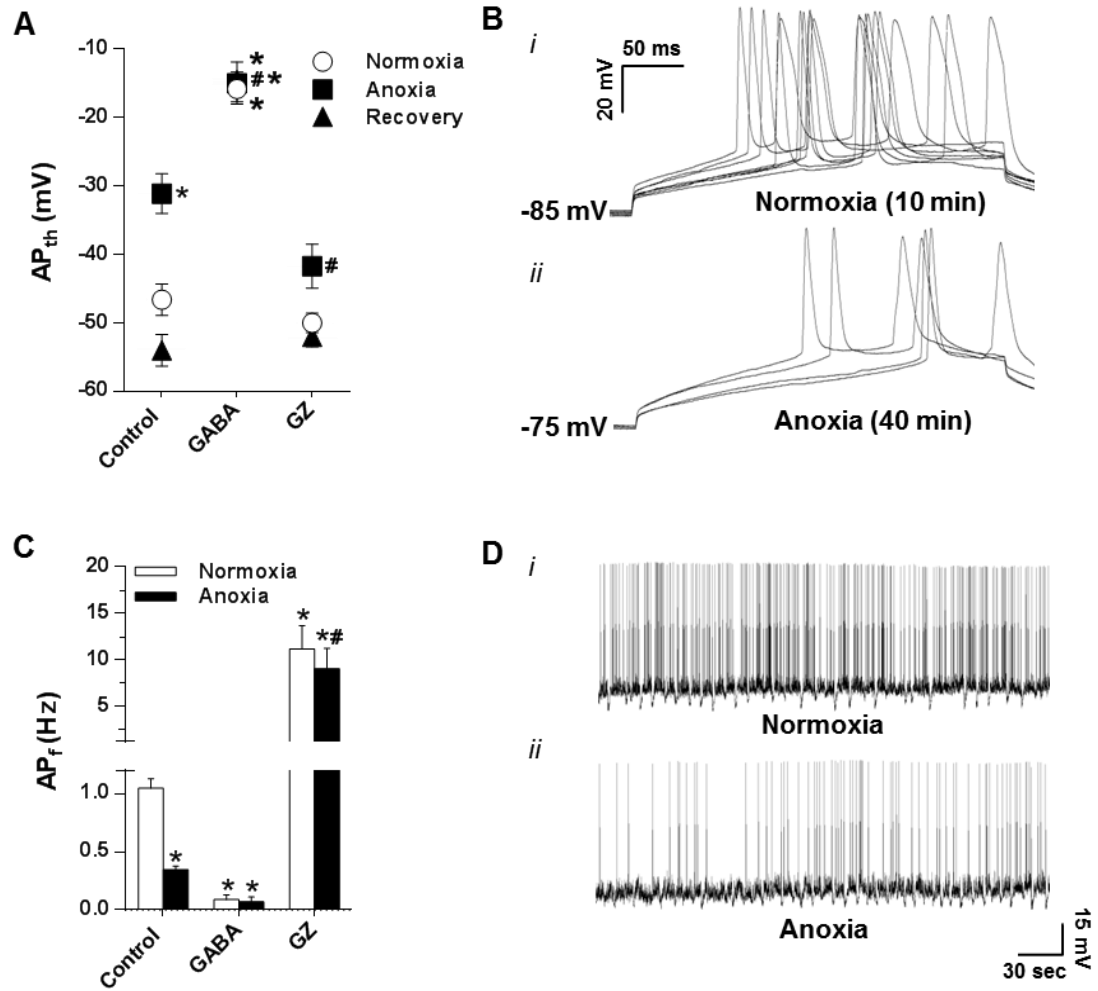 A
-10
-20
-30
-40
-50
-60
APth (mV)
*
#*
*
*
#
Normoxia
Anoxia
Recovery
Control
GABA
GZ
B
i
50 ms
20 mV
-85 mV
Normoxia (10 min)
ii
-75 mV
Anoxia (40 min)
C
20
15
10
5
1.0
0.5
0.0
APf (Hz)
Normoxia
Anoxia
*
*#
*
* *
Control
GABA
GZ
D
i
Normoxia
ii
Anoxia
15 mV
30 sec